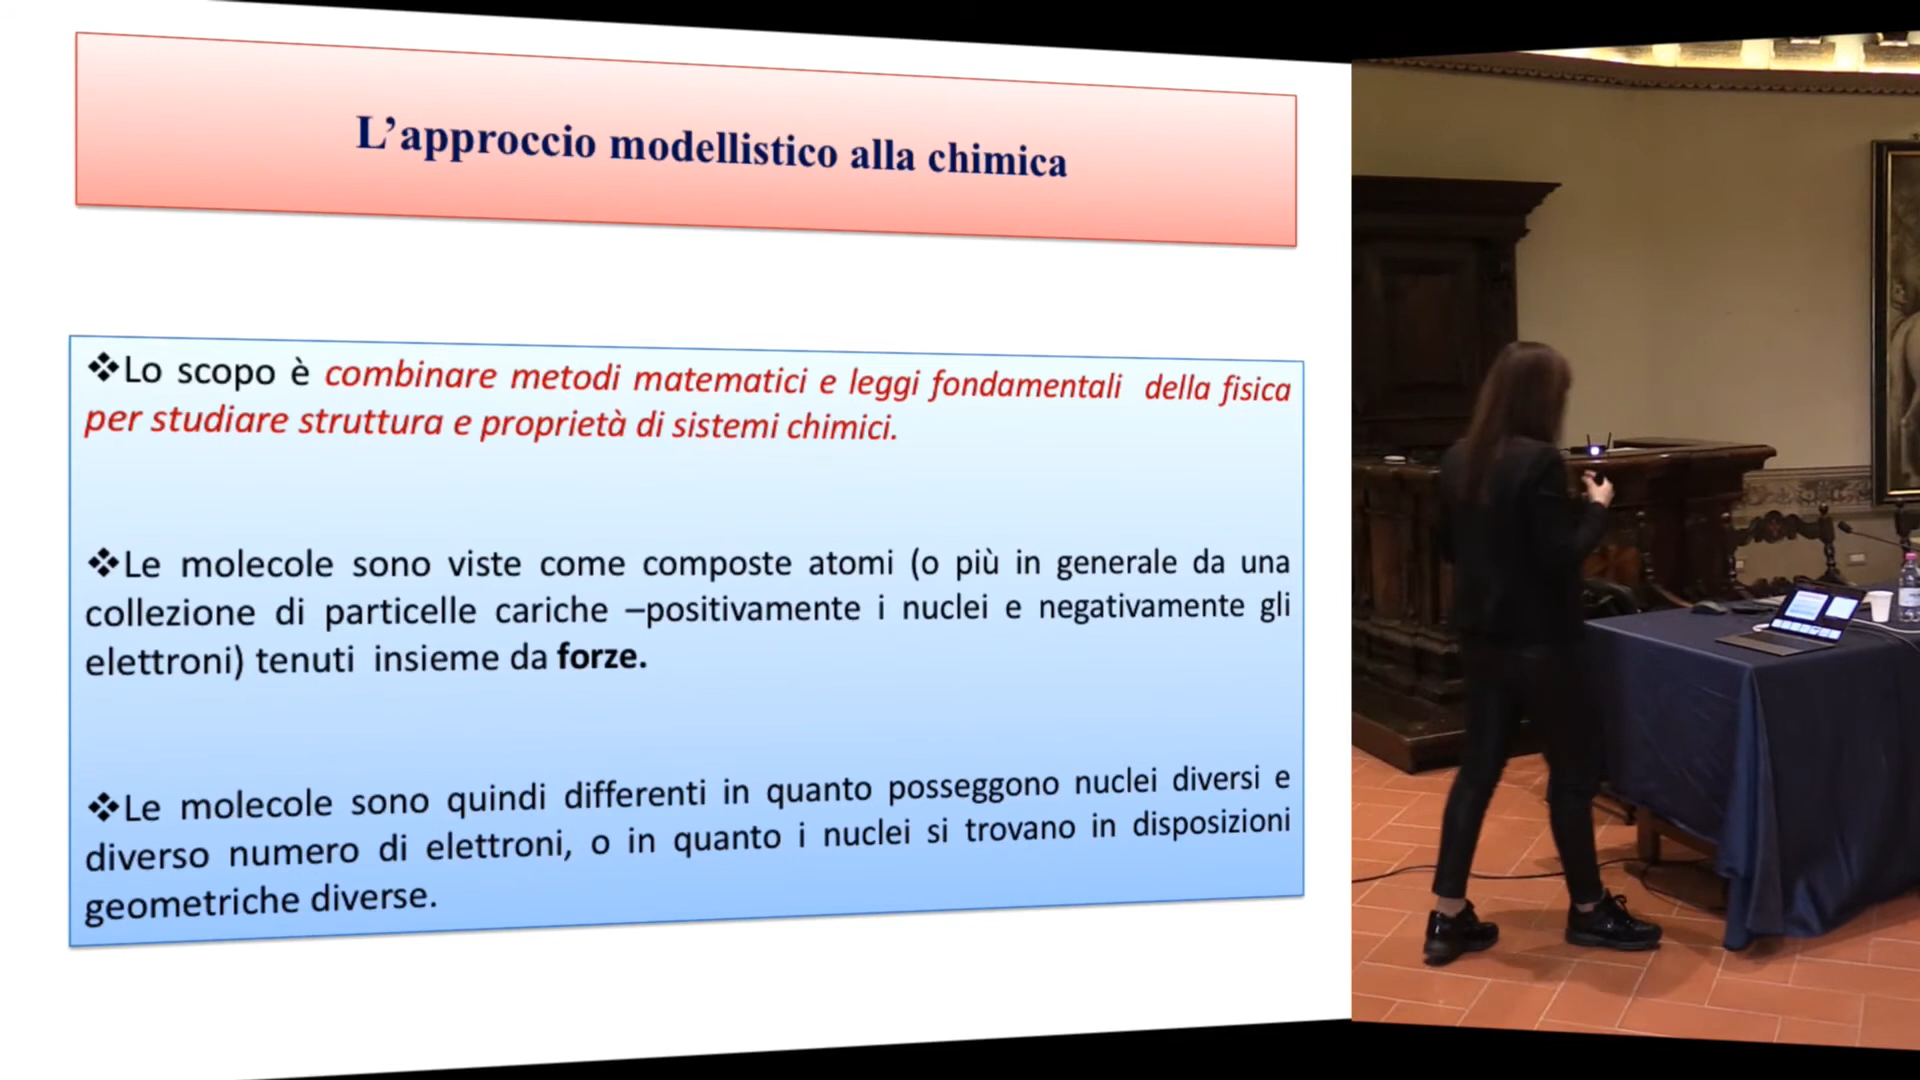 L’approccio modellistico alla chimica
❖Lo scopo è combinare metodi matematici e leggi fondamentali della fisica
per studiare struttura e proprietà di sistemi chimici.
❖Le molecole sono viste come composte atomi (o più in generale da una
collezione di particelle cariche –positivamente i nuclei e negativamente gli
elettroni) tenuti insieme da forze.
❖Le molecole sono quindi differenti in quanto posseggono nuclei diversi e
diverso numero di elettroni, o in quanto i nuclei si trovano in disposizioni
geometriche diverse.